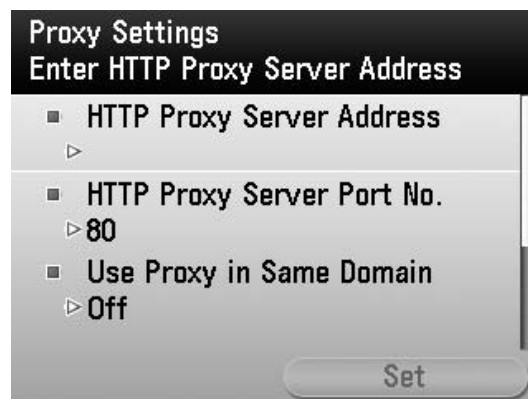 Proxy Settings
Enter HTTP Proxy Server Address
HTTP Proxy Server Address
HTTP Proxy Server Port No.
80
Use Proxy in Same Domain
Off
Set